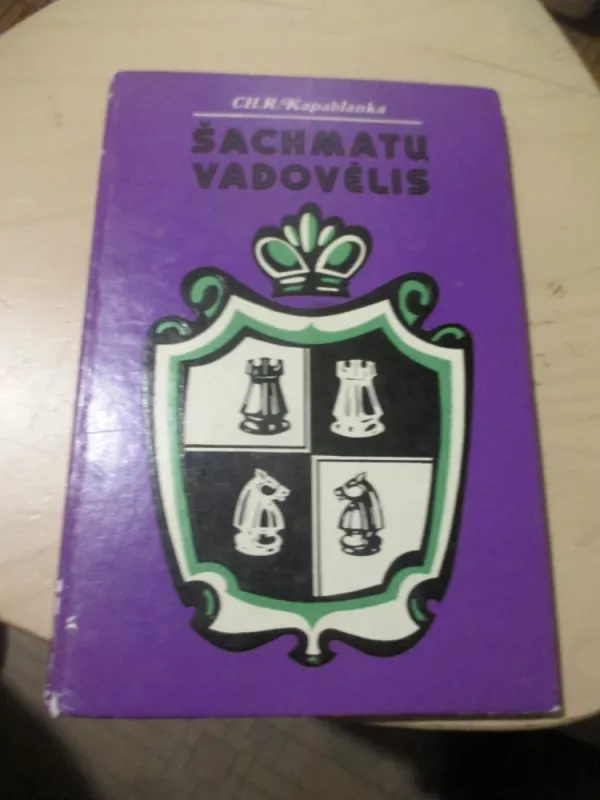 CH.R. Kapablanka
ŠACHMATŲ
VADOVĖLIS